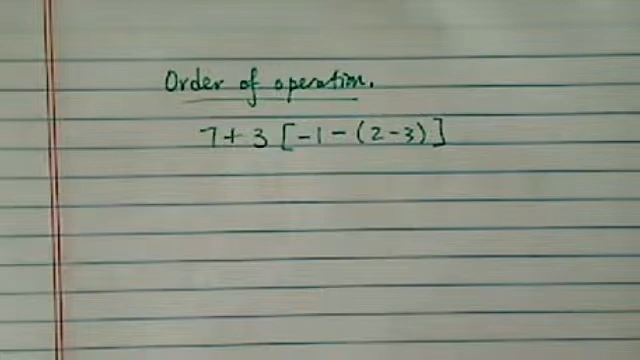 Order of operation.
7 + 3 [ -1 - (2 - 3) ]